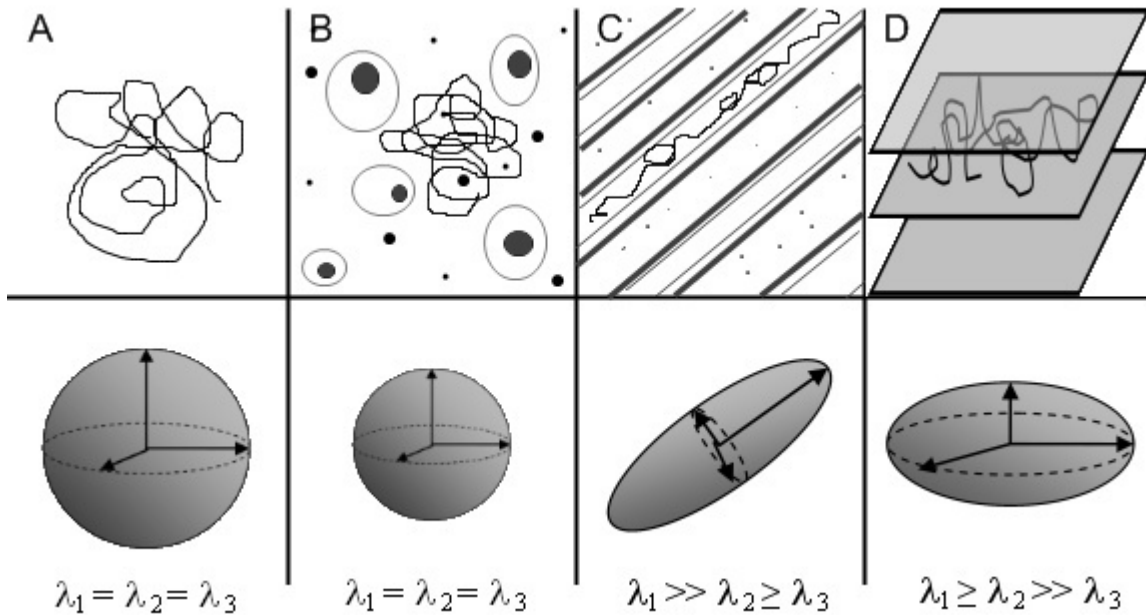 A B C D
λ₁ = λ₂ = λ₃ λ₁ = λ₂ = λ₃ λ₁ >> λ₂ ≥ λ₃ λ₁ ≥ λ₂ >> λ₃